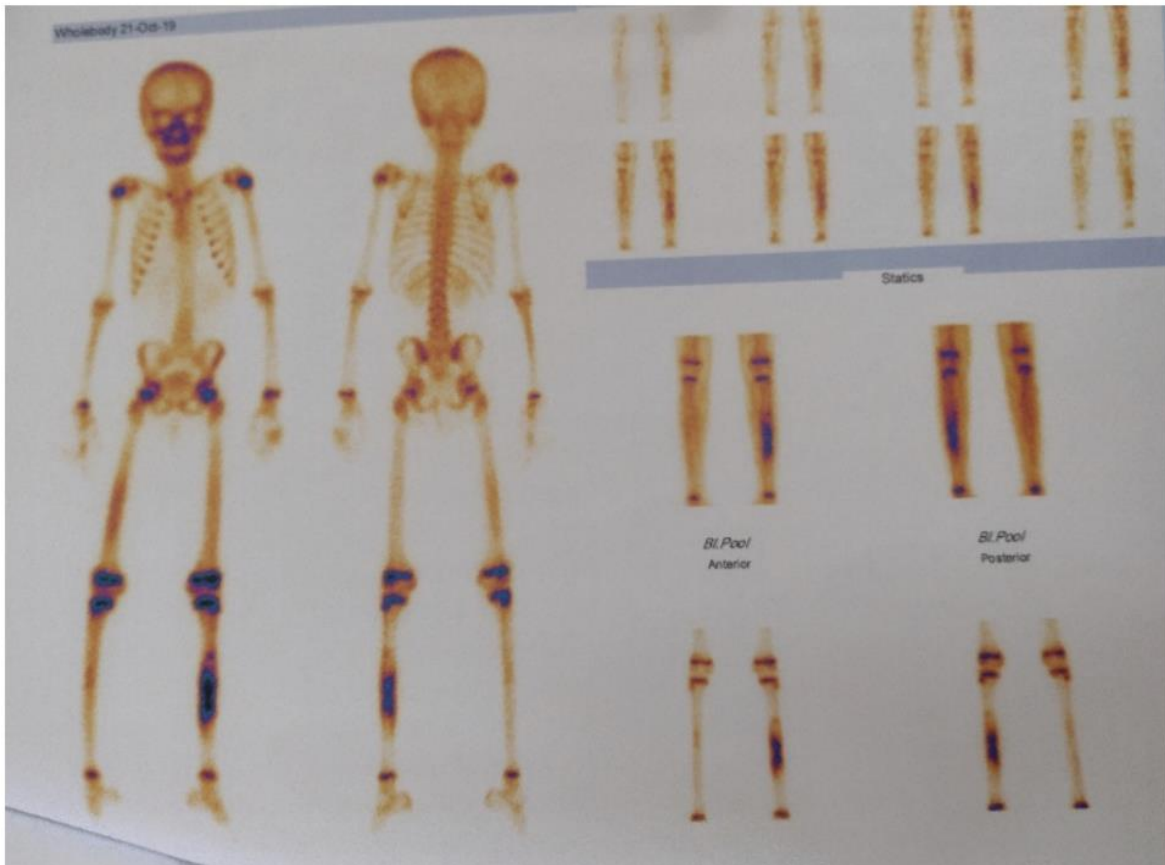 Wholebody 21-Oct-19
Statics
Bl.Pool
Anterior
Bl.Pool
Posterior